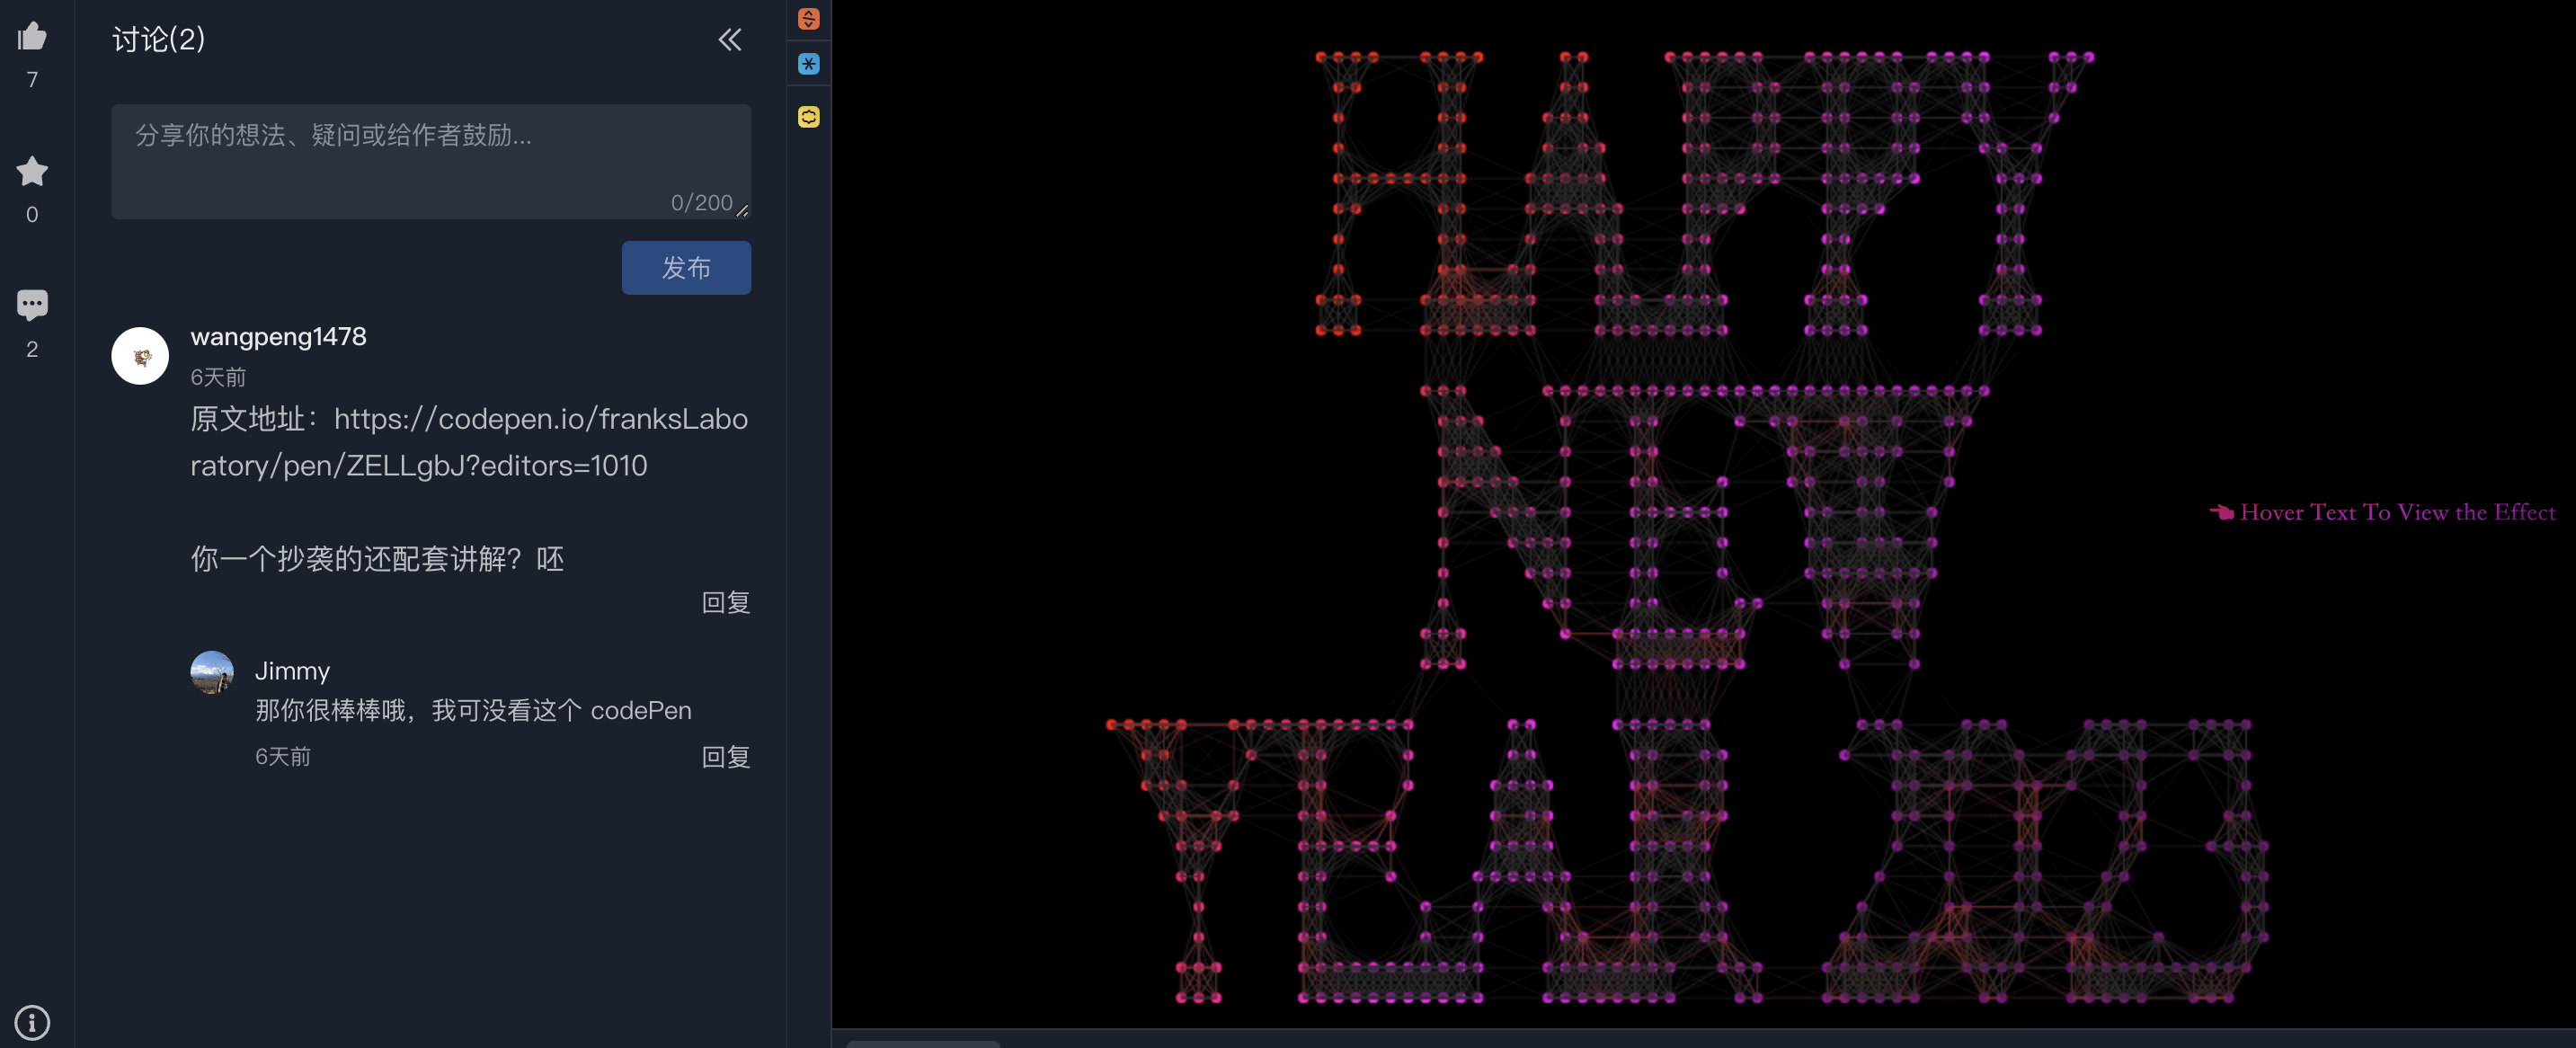 7
0
2
讨论(2)
分享你的想法、疑问或给作者鼓励...
0/200
发布
wangpeng1478
6天前
原文地址：https://codepen.io/franksLabo
ratory/pen/ZELLgbJ?editors=1010
你一个抄袭的还配套讲解？呸
回复
Jimmy
那你很棒棒哦，我可没看这个 codePen
6天前
回复
HAPPY
NEW
YEAR 23
Hover Text To View the Effect